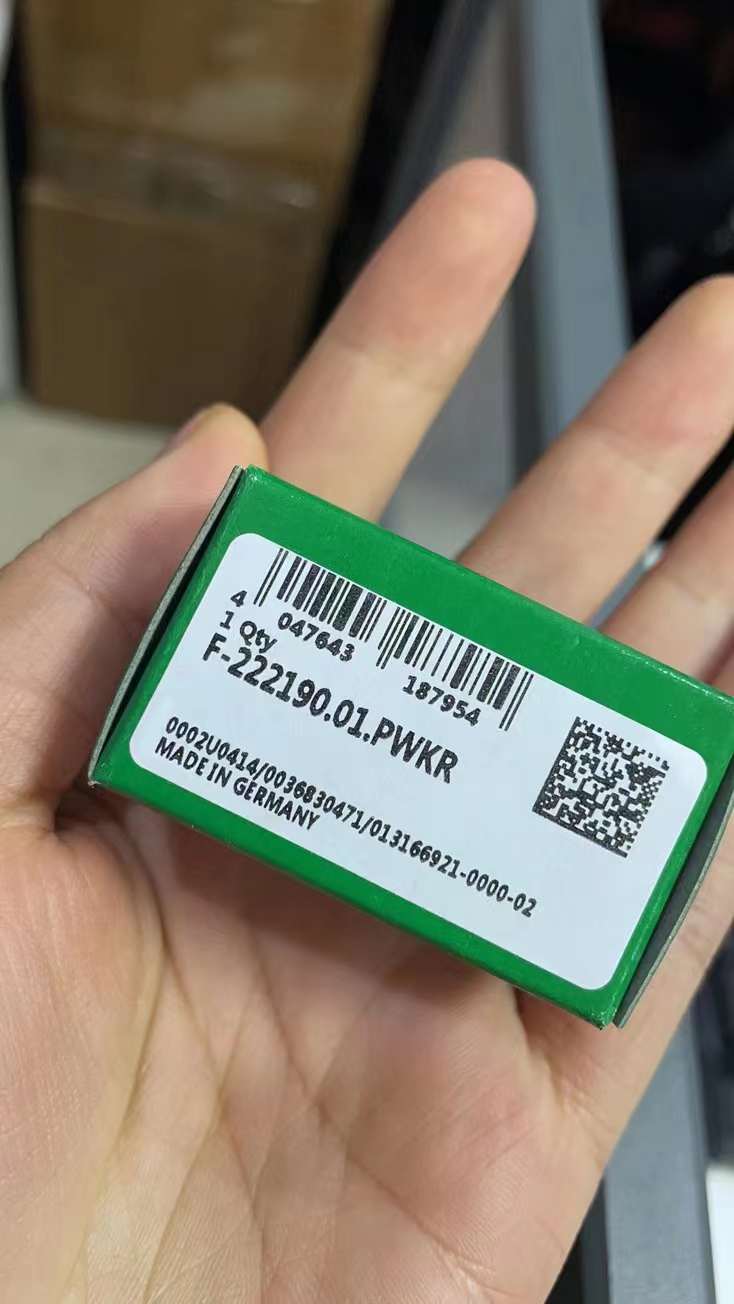 4 047643 187954
1 Qty
F-222190.01.PWKR
0002U0414/0036830471/013166921-0000-02
MADE IN GERMANY